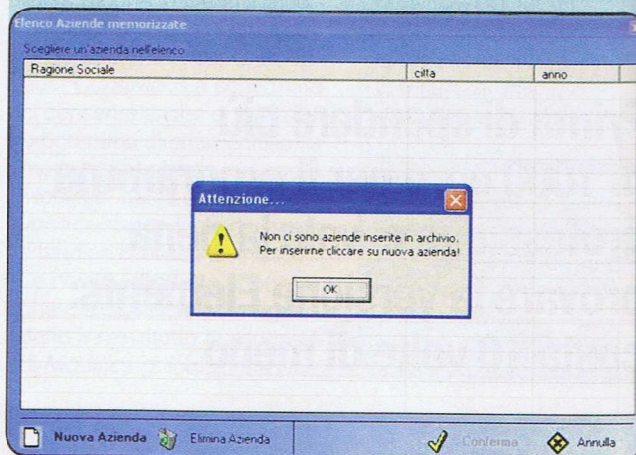 Elenco Aziende memorizzate
Scegliere un'azienda nell'elenco
Ragione Sociale citta anno
Attenzione...
Non ci sono aziende inserite in archivio.
Per inserirne cliccare su nuova azienda!
OK
Nuova Azienda Elimina Azienda Conferma Annulla